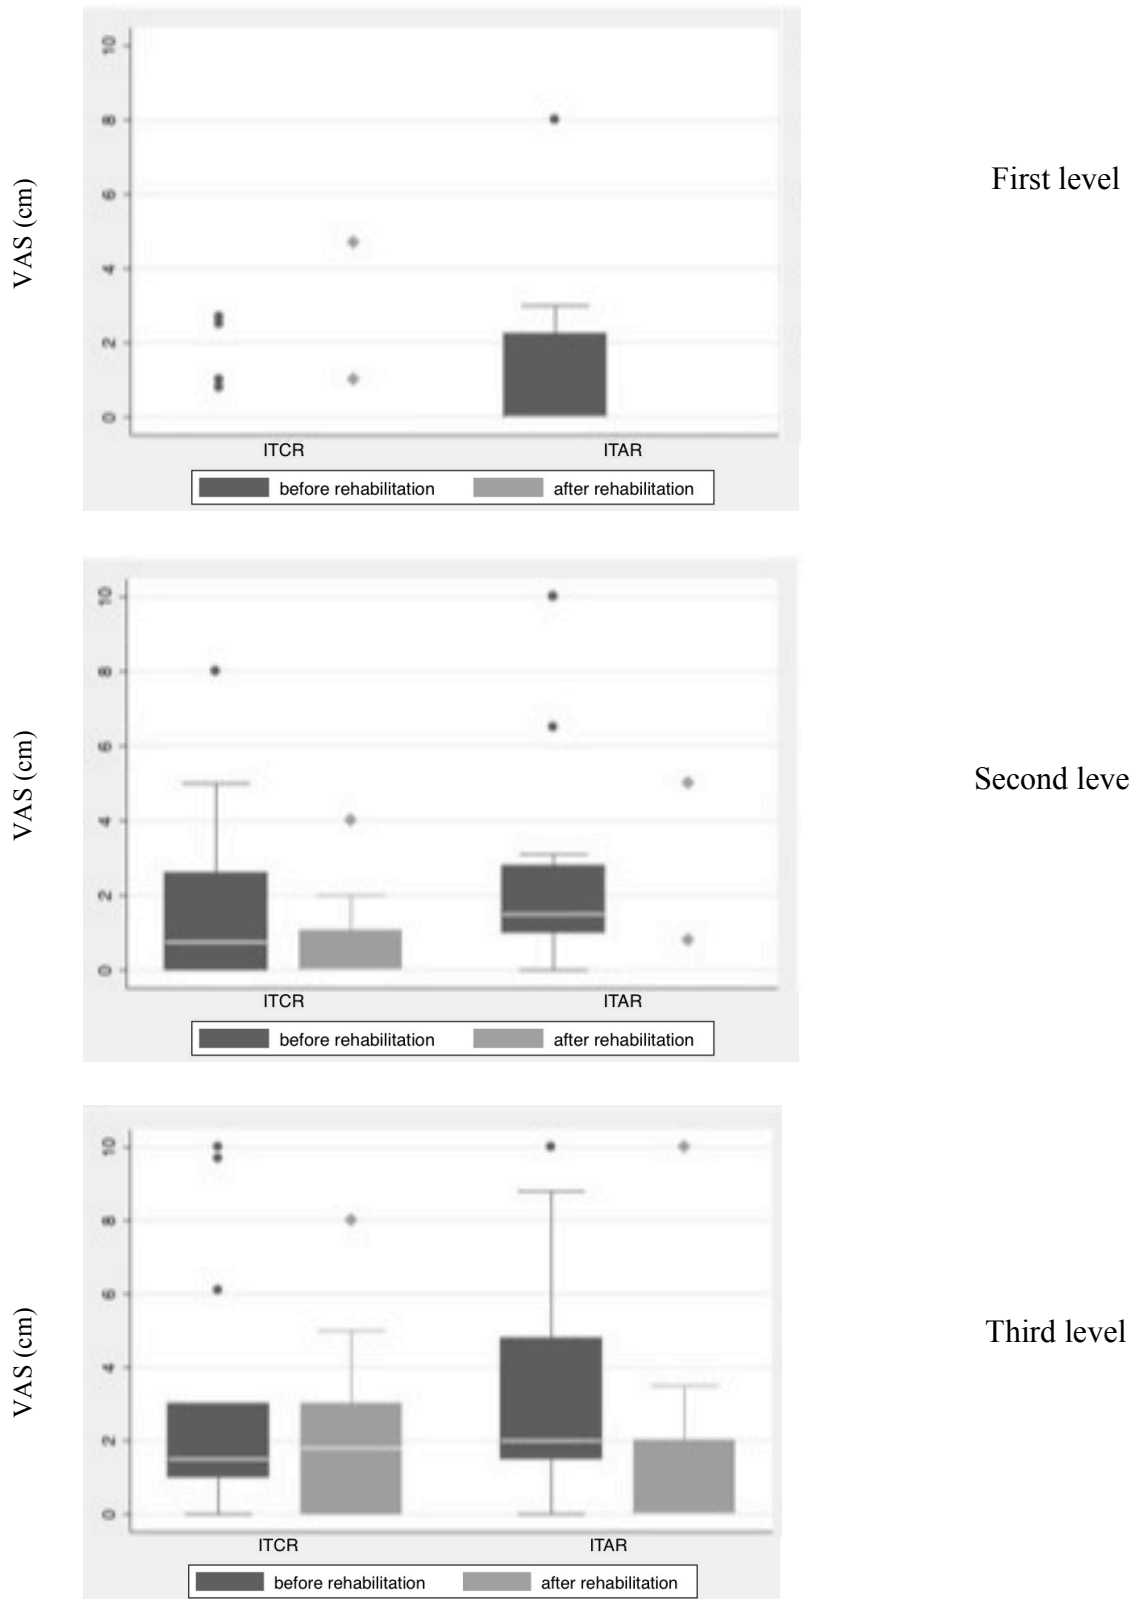 10
8
6
4
2
0
VAS (cm)
First level
ITCR ITAR
before rehabilitation after rehabilitation
10
8
6
4
2
0
VAS (cm)
Second leve
ITCR ITAR
before rehabilitation after rehabilitation
10
8
6
4
2
0
VAS (cm)
Third level
ITCR ITAR
before rehabilitation after rehabilitation